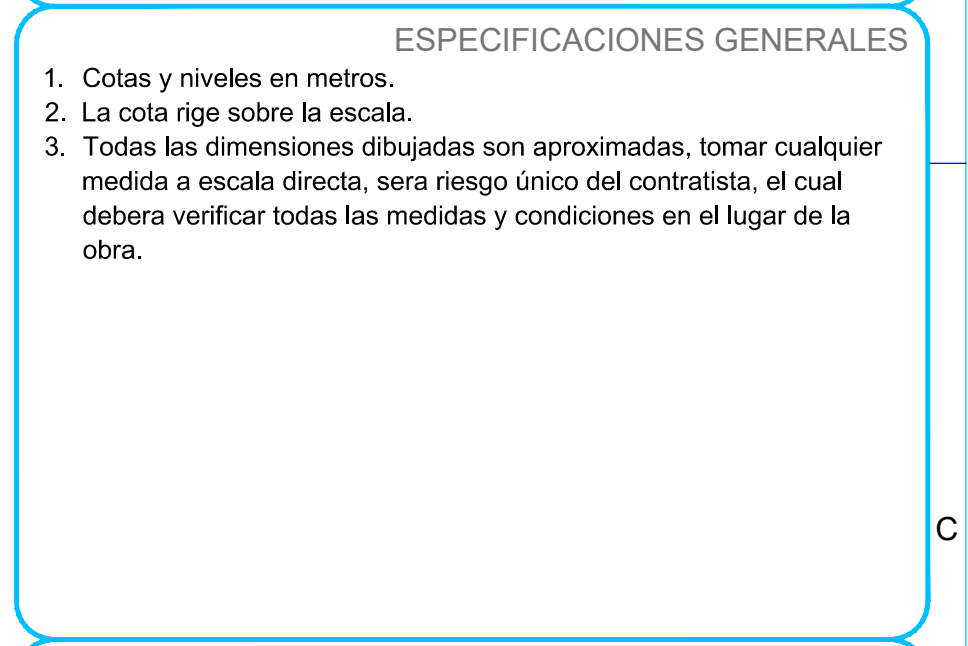 ESPECIFICACIONES GENERALES
1. Cotas y niveles en metros.
2. La cota rige sobre la escala.
3. Todas las dimensiones dibujadas son aproximadas, tomar cualquier
medida a escala directa, sera riesgo único del contratista, el cual
debera verificar todas las medidas y condiciones en el lugar de la
obra.
C